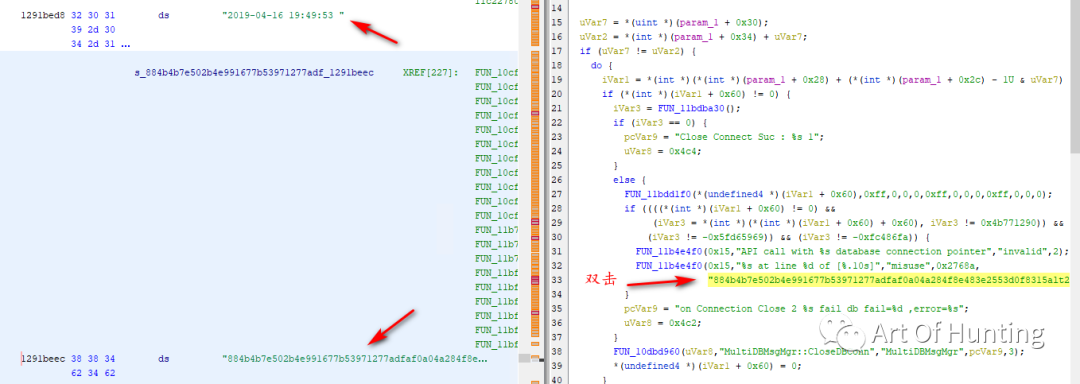 11c2278c
1291bed8 32 30 31 ds "2019-04-16 19:49:53 "
39 2d 30
34 2d 31 ...
s_884b4b7e502b4e991677b53971277adf_1291beec XREF[227]: FUN_10cf
FUN_10cf
FUN_10cf
FUN_10cf
FUN_10cf
FUN_10cf
FUN_10cf
FUN_10cf
FUN_10cf
FUN_10cf
FUN_10cf
FUN_11b7
FUN_11b7
FUN_11b7
FUN_11b7
FUN_11bf
FUN_11bf
FUN_11bf
FUN_11bf
FUN_11bf
FUN_11bf
FUN_11bf
1291beec 38 38 34 ds "884b4b7e502b4e991677b53971277adfaf0a04a284f8e...
62 34 62
14
15 uVar7 = *(uint *)(param_1 + 0x30);
16 uVar2 = *(int *)(param_1 + 0x34) + uVar7;
17 if (uVar7 != uVar2) {
18 do {
19 iVar1 = *(int *)(*(int *)(param_1 + 0x28) + (*(int *)(param_1 + 0x2c) - 1U & uVar7)
20 if (*(int *)(iVar1 + 0x60) != 0) {
21 iVar3 = FUN_11bdba30();
22 if (iVar3 == 0) {
23 pcVar9 = "Close Connect Suc : %s 1";
24 uVar8 = 0x4c4;
25 }
26 else {
27 FUN_11bdd1f0(*(undefined4 *)(iVar1 + 0x60),0xff,0,0,0,0xff,0,0,0,0xff,0,0,0);
28 if ((((*(int *)(iVar1 + 0x60) != 0) &&
29 (iVar3 = *(int *)(*(int *)(iVar1 + 0x60) + 0x60), iVar3 != 0x4b771290)) &&
30 (iVar3 != -0x5fd65969)) && (iVar3 != -0xfc486fa)) {
31 FUN_11b4e4f0(0x15,"API call with %s database connection pointer","invalid",2);
32 FUN_11b4e4f0(0x15,"%s at line %d of [%.10s]","misuse",0x2768a,
33 双击 "884b4b7e502b4e991677b53971277adfaf0a04a284f8e483e2553d0f83156alt2
34 }
35 pcVar9 = "on Connection Close 2 %s fail db fail=%d ,error=%s";
36 uVar8 = 0x4c2;
37 }
38 FUN_10dbd960(uVar8,"MultiDBMsgMgr::CloseDBConn","MultiDBMsgMgr",pcVar9,3);
39 *(undefined4 *)(iVar1 + 0x60) = 0;
40 }
Art Of Hunting